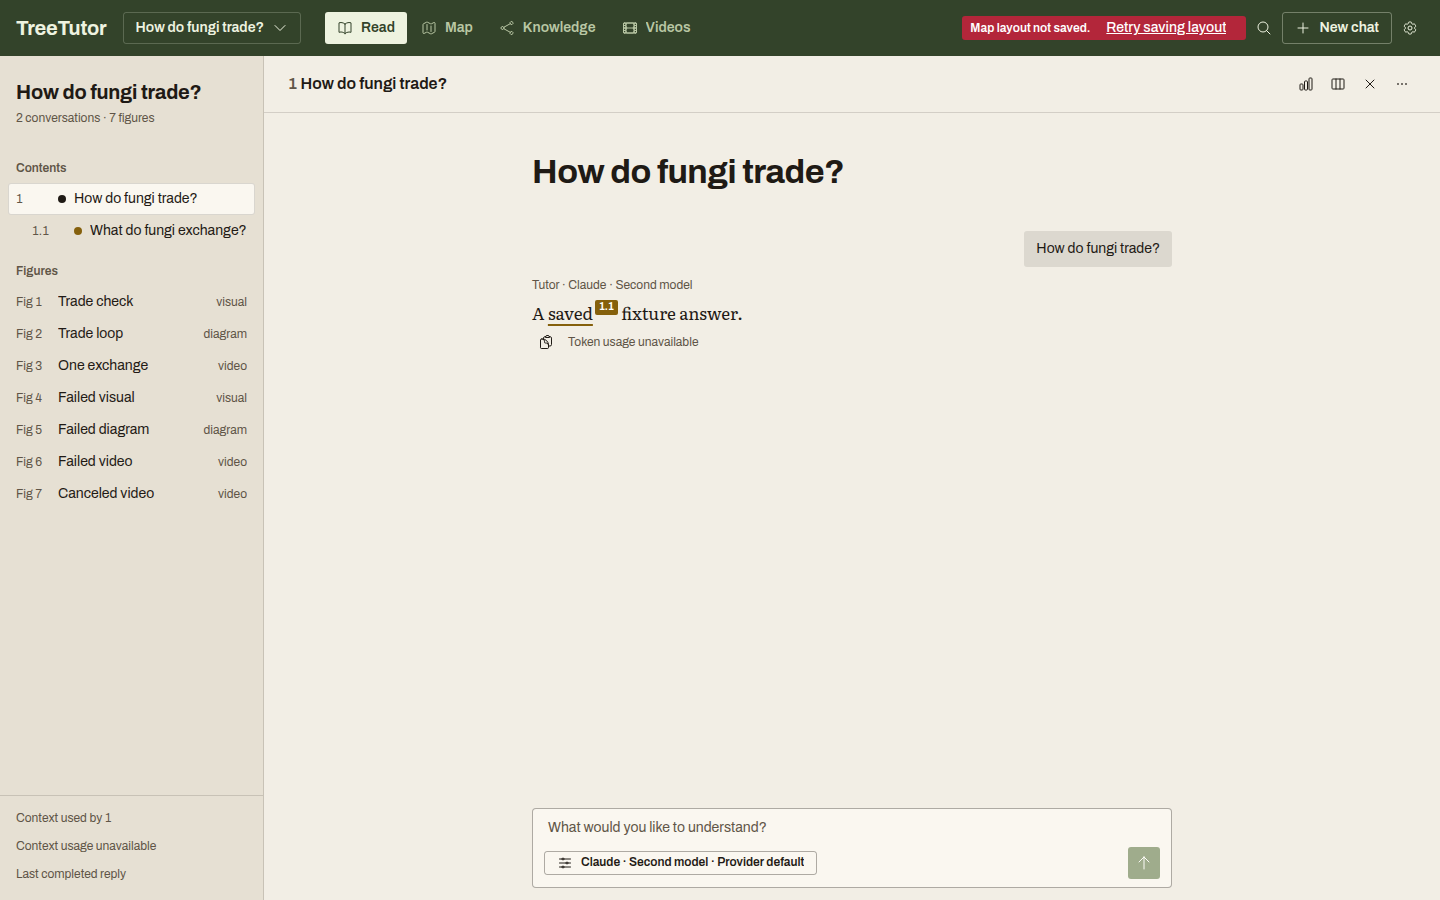 TreeTutor
How do fungi trade?
Read
Map
Knowledge
Videos
Map layout not saved. Retry saving layout
New chat
How do fungi trade?
2 conversations · 7 figures
Contents
1 How do fungi trade?
1.1 What do fungi exchange?
Figures
Fig 1 Trade check visual
Fig 2 Trade loop diagram
Fig 3 One exchange video
Fig 4 Failed visual visual
Fig 5 Failed diagram diagram
Fig 6 Failed video video
Fig 7 Canceled video video
Context used by 1
Context usage unavailable
Last completed reply
1 How do fungi trade?
How do fungi trade?
How do fungi trade?
Tutor · Claude · Second model
A saved 1.1 fixture answer.
Token usage unavailable
What would you like to understand?
Claude · Second model · Provider default